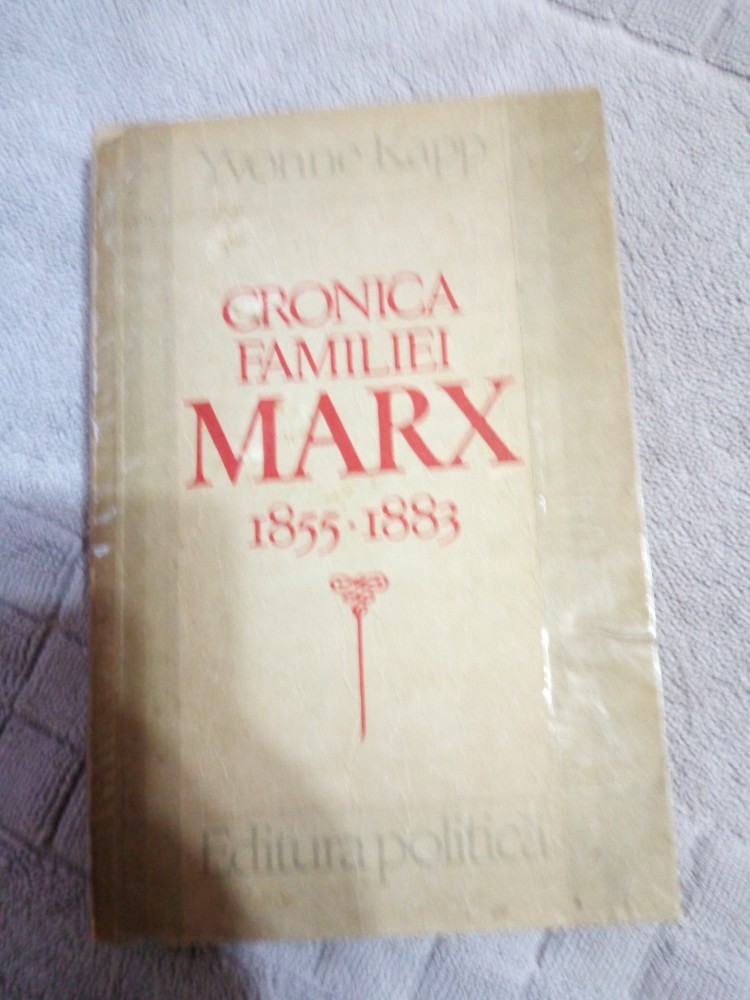 Yvonne Kapp
CRONICA
FAMILIEI
MARX
1855·1883
Editura politică